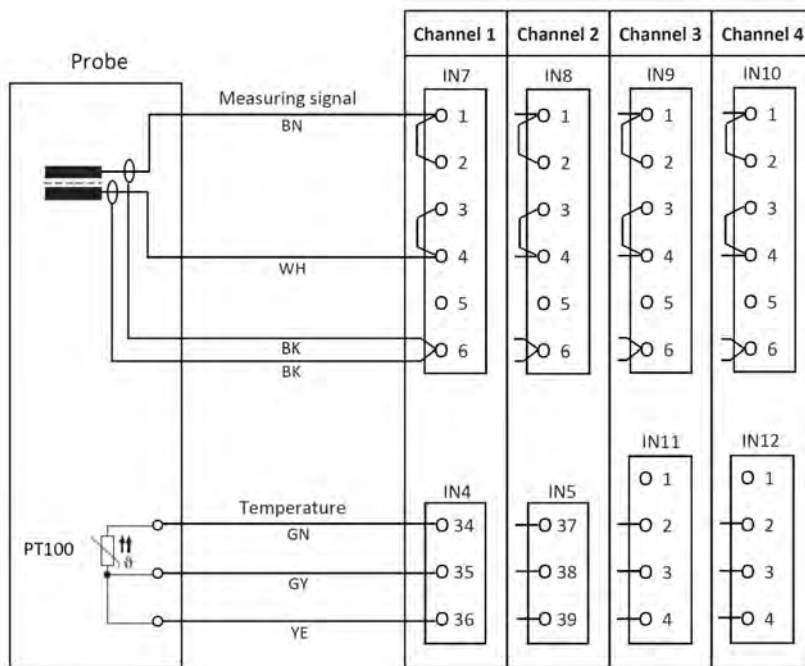 Channel 1 Channel 2 Channel 3 Channel 4
Probe
IN7 IN8 IN9 IN10
Measuring signal
BN
1 1 1 1
2 2 2 2
3 3 3 3
4 4 4 4
WH
5 5 5 5
BK
6 6 6 6
BK
IN11 IN12
1 1
IN4 IN5
Temperature
GN
34 37 2 2
PT100
ϑ
35 38 3 3
GY
36 39 4 4
YE